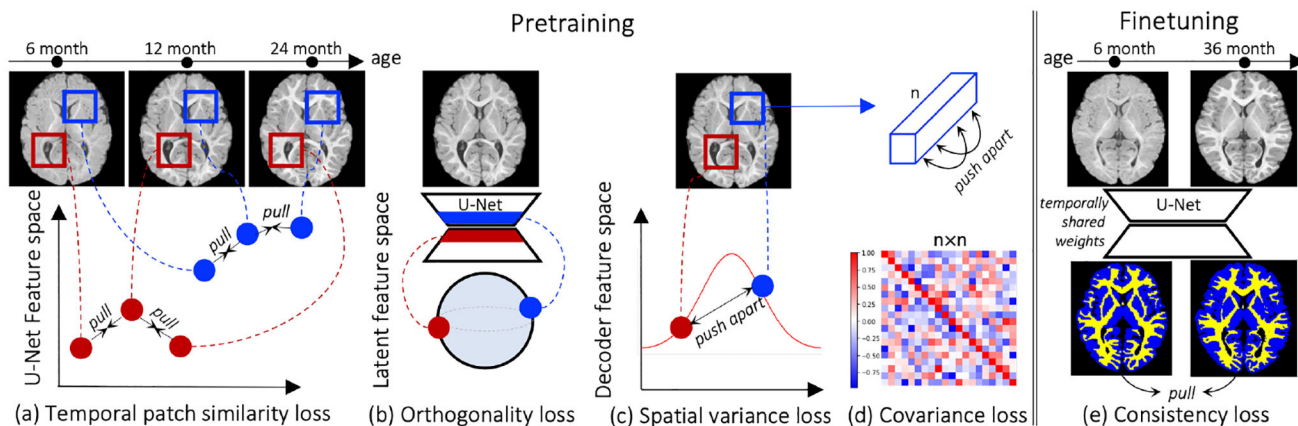 Pretraining
Finetuning
6 month
12 month
24 month
age
age
6 month
36 month
n
push apart
U-Net
U-Net
temporally
shared
weights
U-Net Feature space
pull
pull
pull
pull
Latent feature space
Decoder feature space
push apart
n×n
1.00
0.75
0.50
0.25
0.00
-0.25
-0.50
-0.75
pull
(a) Temporal patch similarity loss
(b) Orthogonality loss
(c) Spatial variance loss
(d) Covariance loss
(e) Consistency loss